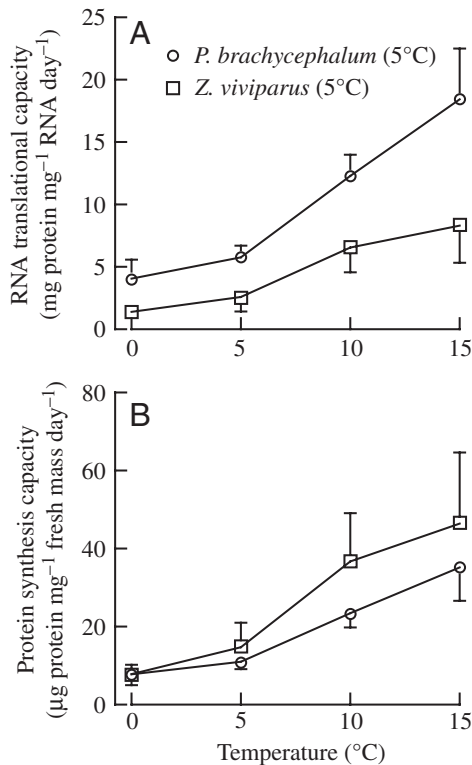 A
P. brachycephalum (5°C)
Z. viviparus (5°C)
RNA translational capacity
(mg protein mg⁻¹ RNA day⁻¹)
25
20
15
10
5
0
0 5 10 15
B
Protein synthesis capacity
(µg protein mg⁻¹ fresh mass day⁻¹)
80
60
40
20
0
0 5 10 15
Temperature (°C)